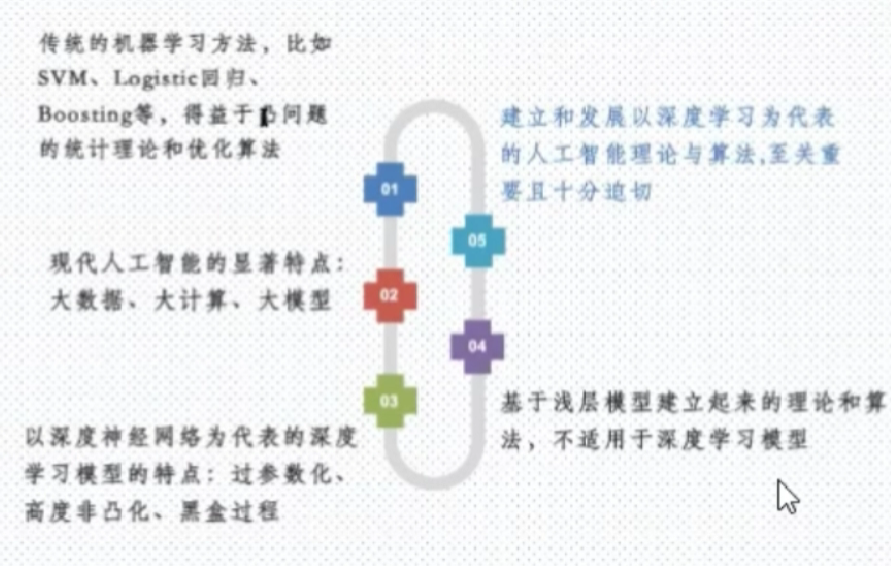 传统的机器学习方法，比如
SVM、Logistic回归、
Boosting等，得益于凸问题
的统计理论和优化算法
01
现代人工智能的显著特点：
大数据、大计算、大模型
02
以深度神经网络为代表的深度
学习模型的特点：过参数化、
高度非凸化、黑盒过程
03
基于浅层模型建立起来的理论和算
法，不适用于深度学习模型
04
建立和发展以深度学习为代表
的人工智能理论与算法,至关重
要且十分迫切
05